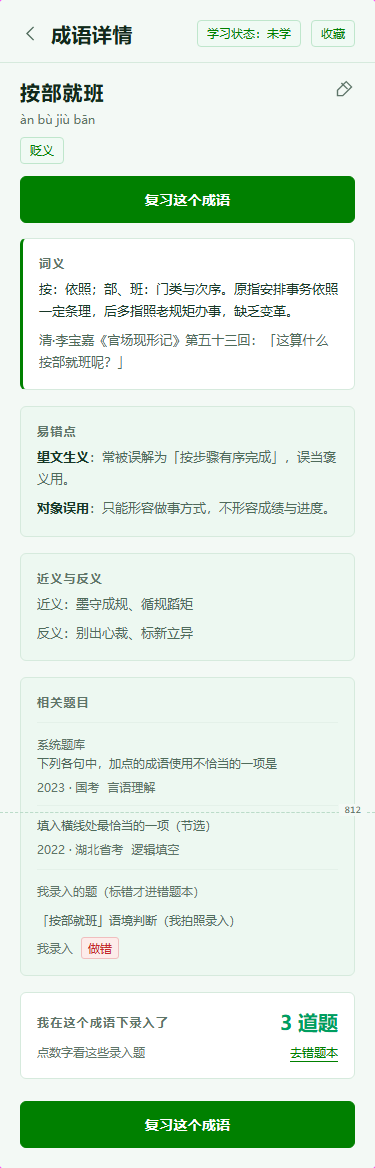 成语详情
学习状态：未学
收藏
按部就班
àn bù jiù bān
贬义
复习这个成语
词义
按：依照；部、班：门类与次序。原指安排事务依照
一定条理，后多指照老规矩办事，缺乏变革。
清·李宝嘉《官场现形记》第五十三回：「这算什么
按部就班呢？」
易错点
望文生义：常被误解为「按步骤有序完成」，误当褒
义用。
对象误用：只能形容做事方式，不形容成绩与进度。
近义与反义
近义：墨守成规、循规蹈矩
反义：别出心裁、标新立异
相关题目
系统题库
下列各句中，加点的成语使用不恰当的一项是
2023 · 国考 言语理解
812
填入横线处最恰当的一项（节选）
2022 · 湖北省考 逻辑填空
我录入的题（标错才进错题本）
「按部就班」语境判断（我拍照录入）
我录入 做错
我在这个成语下录入了
3 道题
点数字看这些录入题
去错题本
复习这个成语